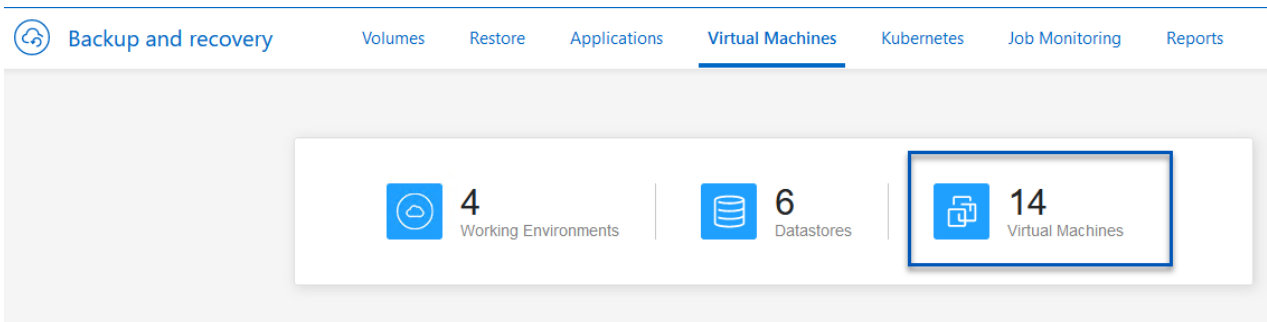 Backup and recovery Volumes Restore Applications Virtual Machines Kubernetes Job Monitoring Reports
4
Working Environments
6
Datastores
14
Virtual Machines